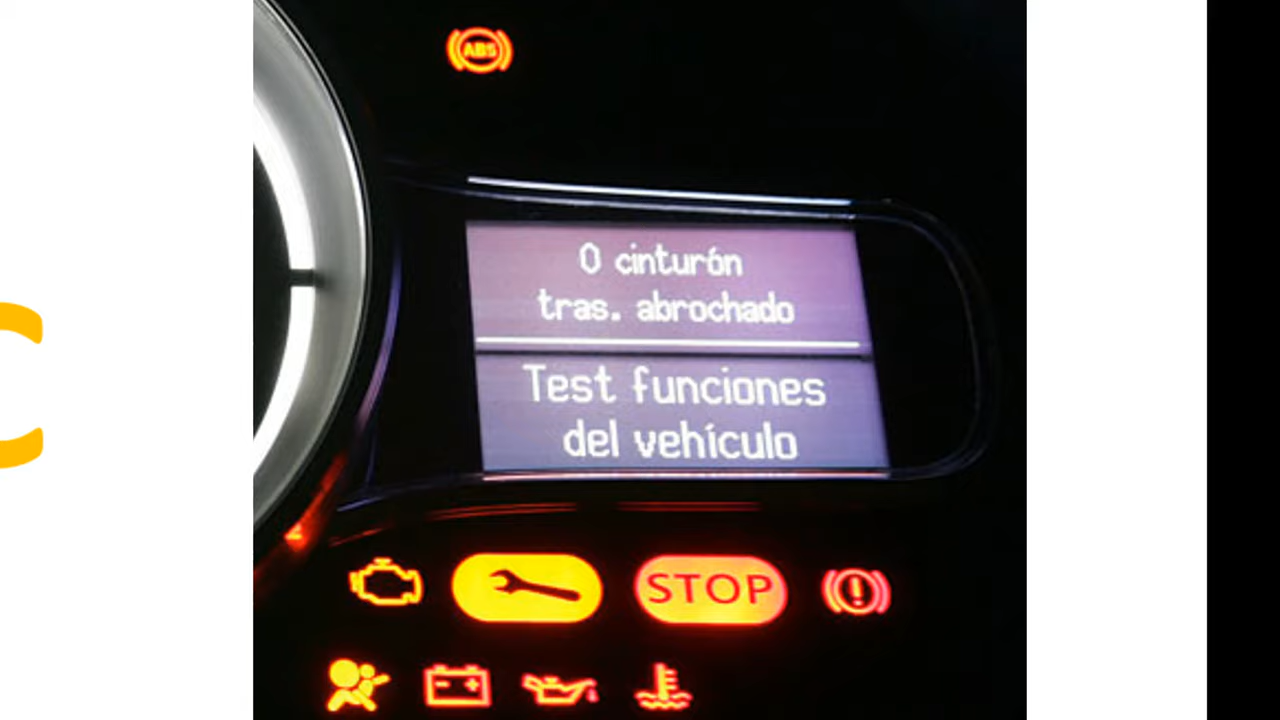 ABS
0 cinturón
tras. abrochado
Test funciones
del vehículo
STOP